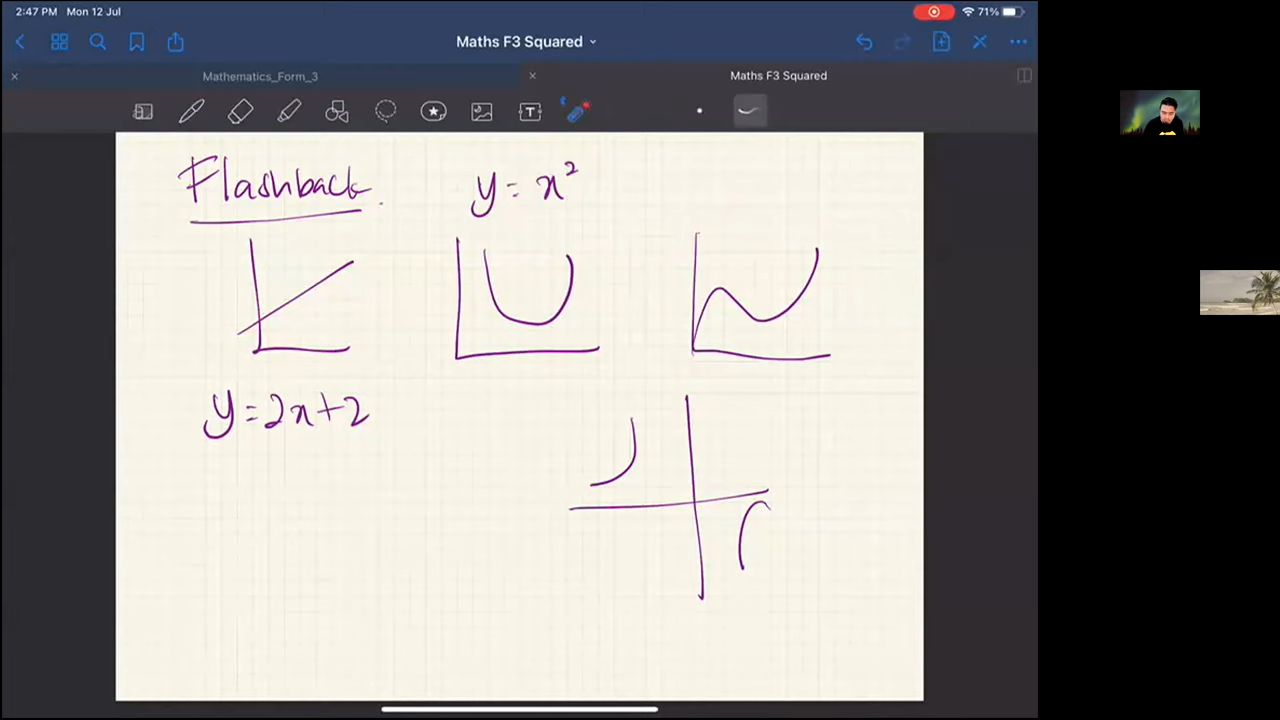 2:47 PM Mon 12 Jul
71%
Maths F3 Squared
Mathematics_Form_3
Maths F3 Squared
T
Flashback
y = x²
y=2x+2